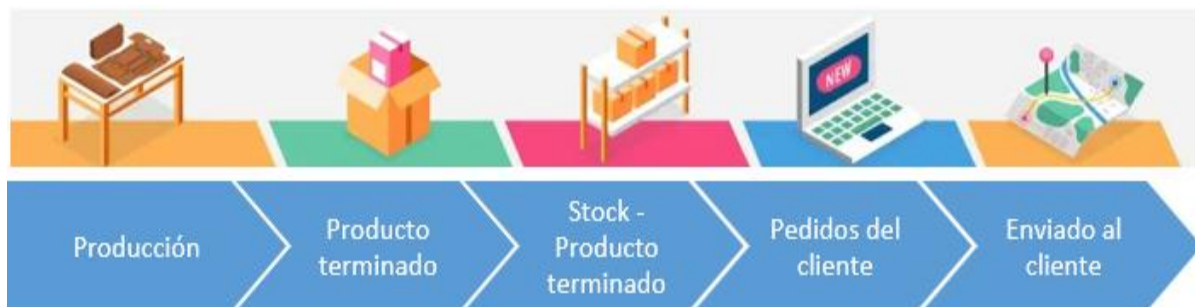 NEW
Producción
Producto
terminado
Stock -
Producto
terminado
Pedidos del
cliente
Enviado al
cliente